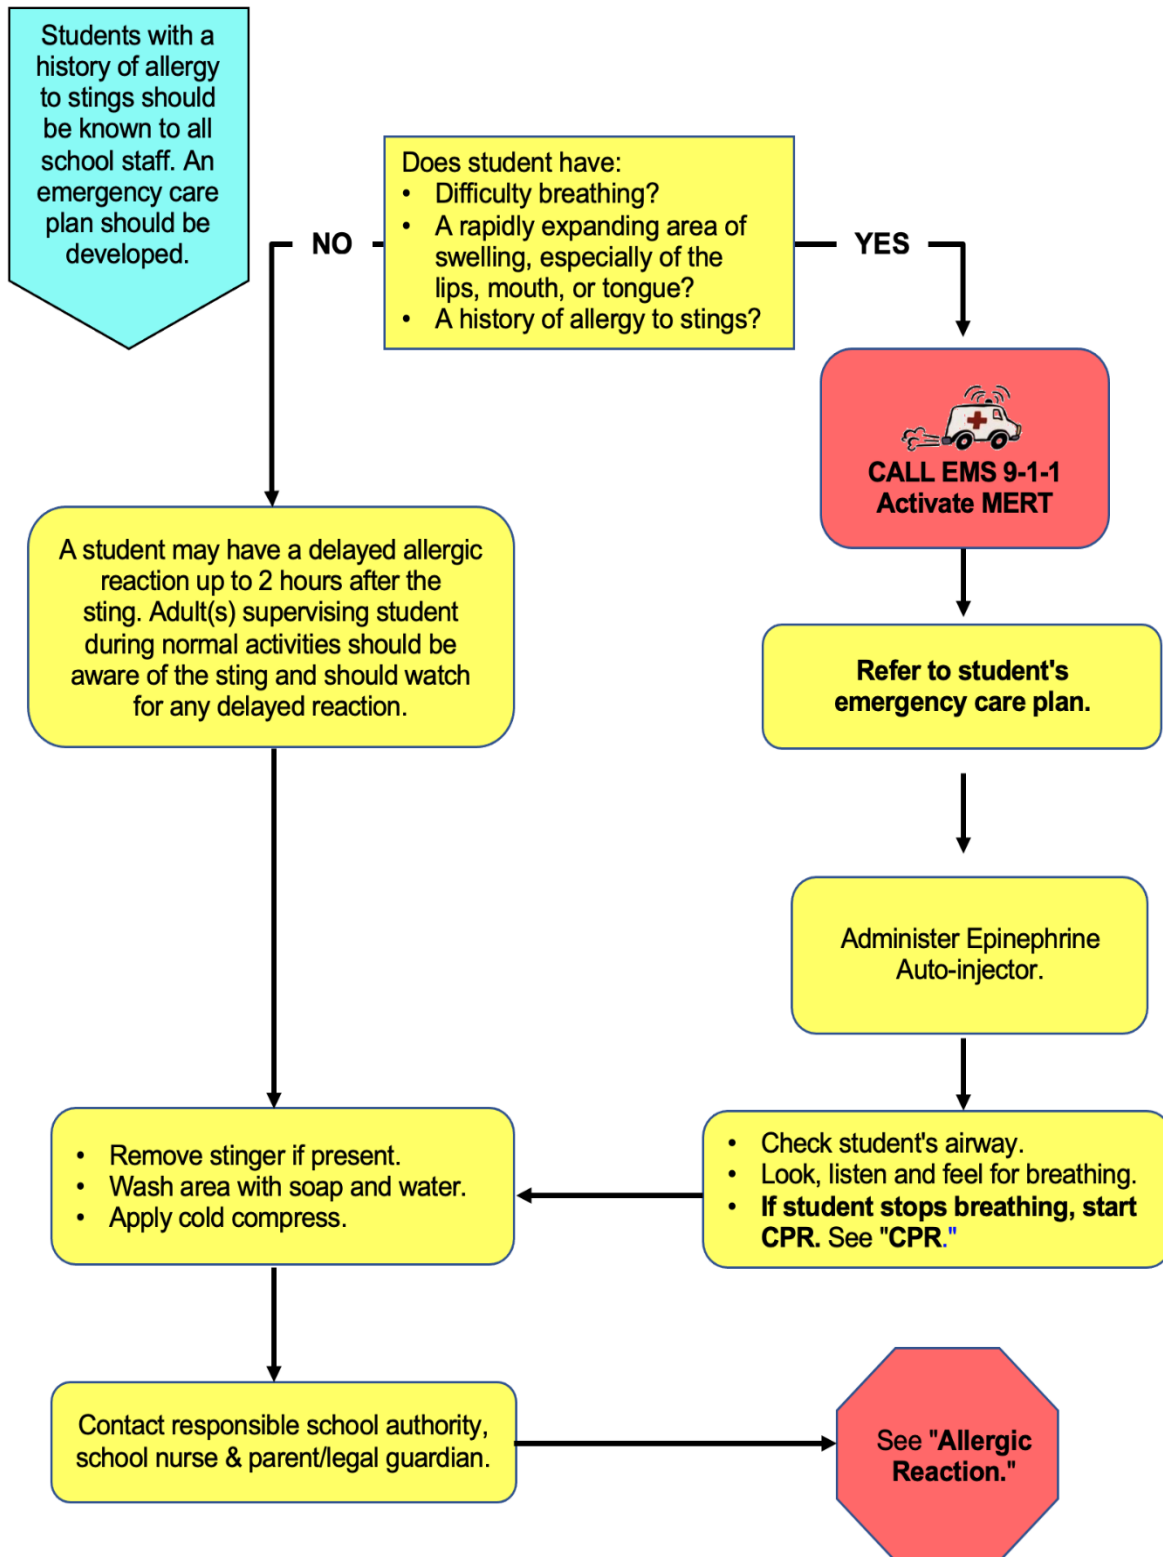 Students with a
history of allergy
to stings should
be known to all
school staff. An
emergency care
plan should be
developed.
Does student have:
• Difficulty breathing?
• A rapidly expanding area of
swelling, especially of the
lips, mouth, or tongue?
• A history of allergy to stings?
NO
YES
CALL EMS 9-1-1
Activate MERT
A student may have a delayed allergic
reaction up to 2 hours after the
sting. Adult(s) supervising student
during normal activities should be
aware of the sting and should watch
for any delayed reaction.
Refer to student's
emergency care plan.
Administer Epinephrine
Auto-injector.
• Check student's airway.
• Look, listen and feel for breathing.
• If student stops breathing, start
CPR. See "CPR."
• Remove stinger if present.
• Wash area with soap and water.
• Apply cold compress.
Contact responsible school authority,
school nurse & parent/legal guardian.
See "Allergic
Reaction."